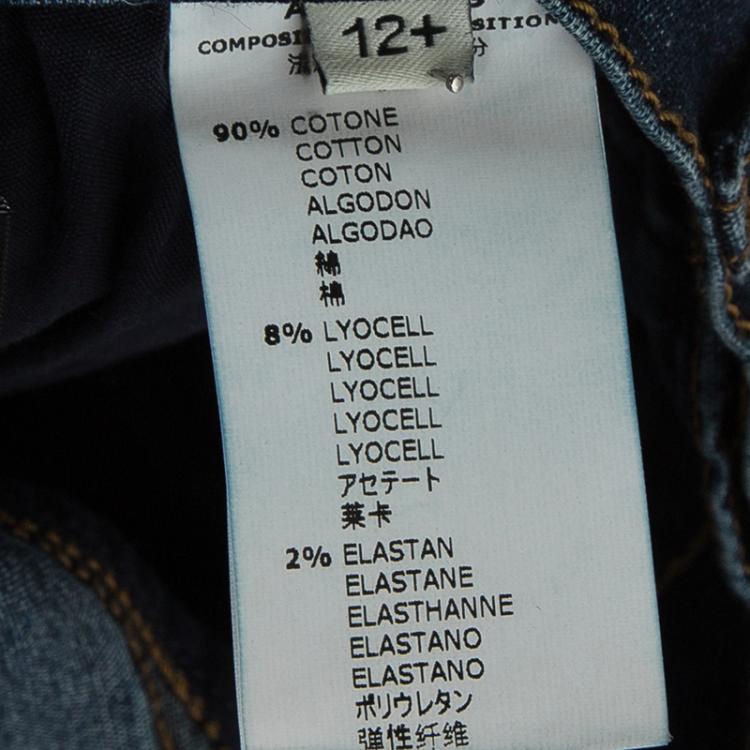 12+
COMPOSI
SITION
分
90% COTONE
COTTON
COTON
ALGODON
ALGODAO
綿
棉
8% LYOCELL
LYOCELL
LYOCELL
LYOCELL
LYOCELL
アセテート
莱卡
2% ELASTAN
ELASTANE
ELASTHANNE
ELASTANO
ELASTANO
ポリウレタン
弹性纤维